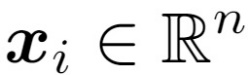 𝒙ᵢ ∈ ℝⁿ